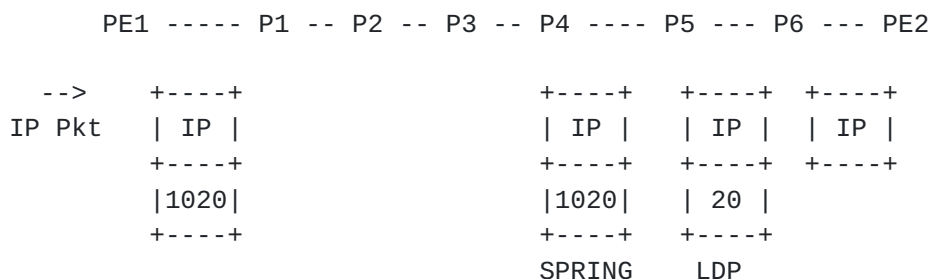 PE1 ----- P1 -- P2 -- P3 -- P4 ---- P5 --- P6 --- PE2
--> +----+ +----+ +----+ +----+
IP Pkt | IP | | IP | | IP | | IP |
+----+ +----+ +----+ +----+
|1020| |1020| | 20 |
+----+ +----+ +----+
SPRING LDP